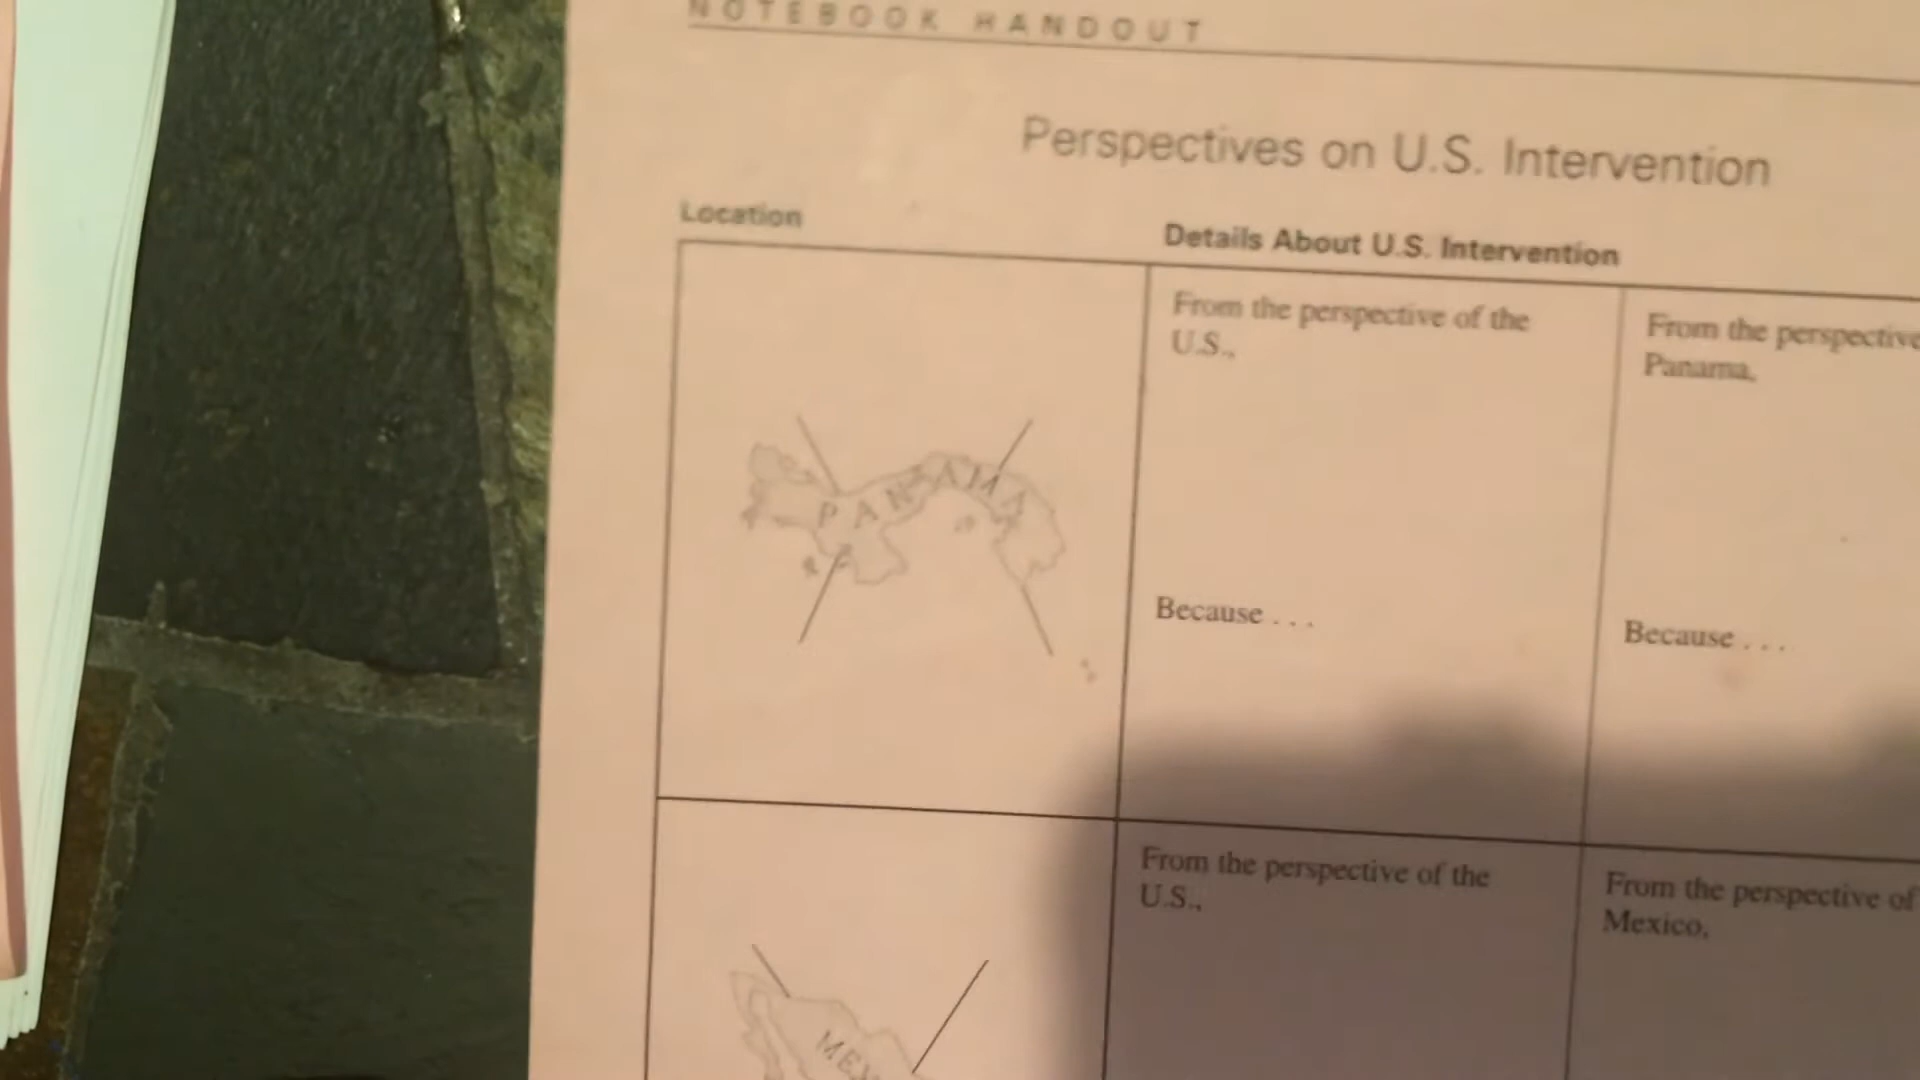 NOTEBOOK HANDOUT
Perspectives on U.S. Intervention
Location
Details About U.S. Intervention
From the perspective of the
U.S.,
From the perspective
Panama,
PANAMA
Because . . .
Because . . .
From the perspective of the
U.S.,
From the perspective of
Mexico,
MEX